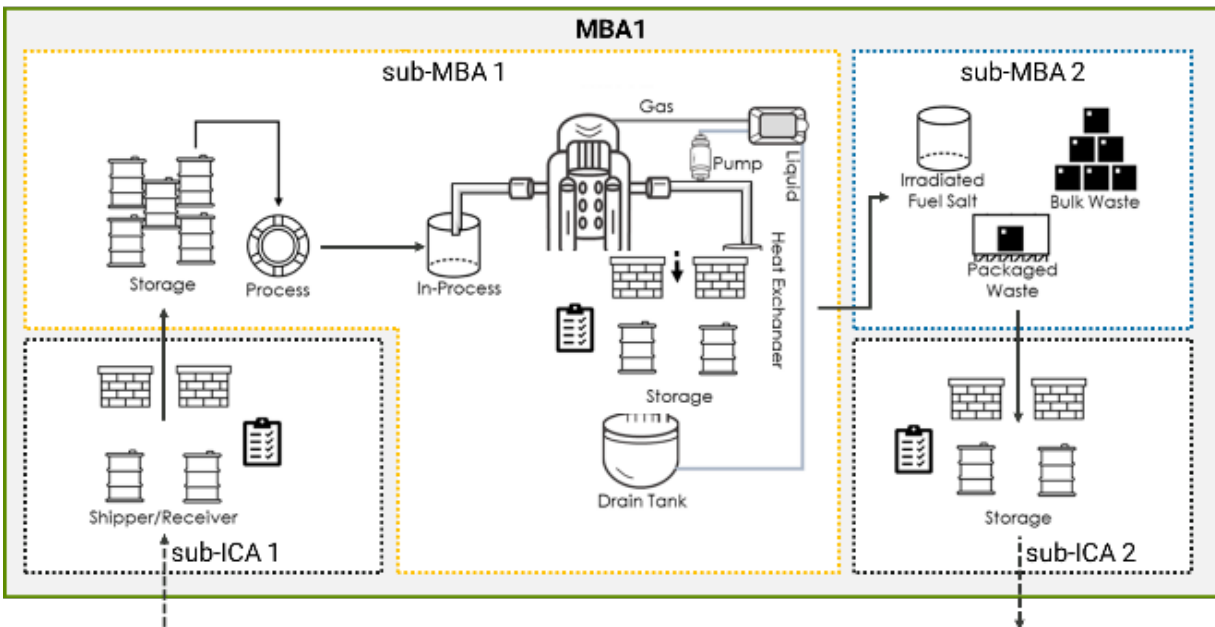 MBA1
sub-MBA 1
sub-MBA 2
Gas
Pump
Liquid
Heat Exchanaer
Storage
Process
In-Process
Irradiated
Fuel Salt
Bulk Waste
Packaged
Waste
Storage
Drain Tank
Shipper/Receiver
sub-ICA 1
Storage
sub-ICA 2